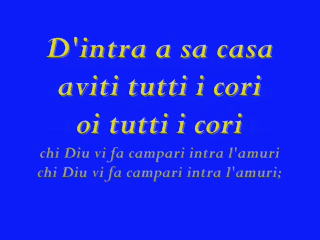 D'intra a sa casa
aviti tutti i cori
oi tutti i cori
chi Diu vi fa campari intra l'amuri
chi Diu vi fa campari intra l'amuri;